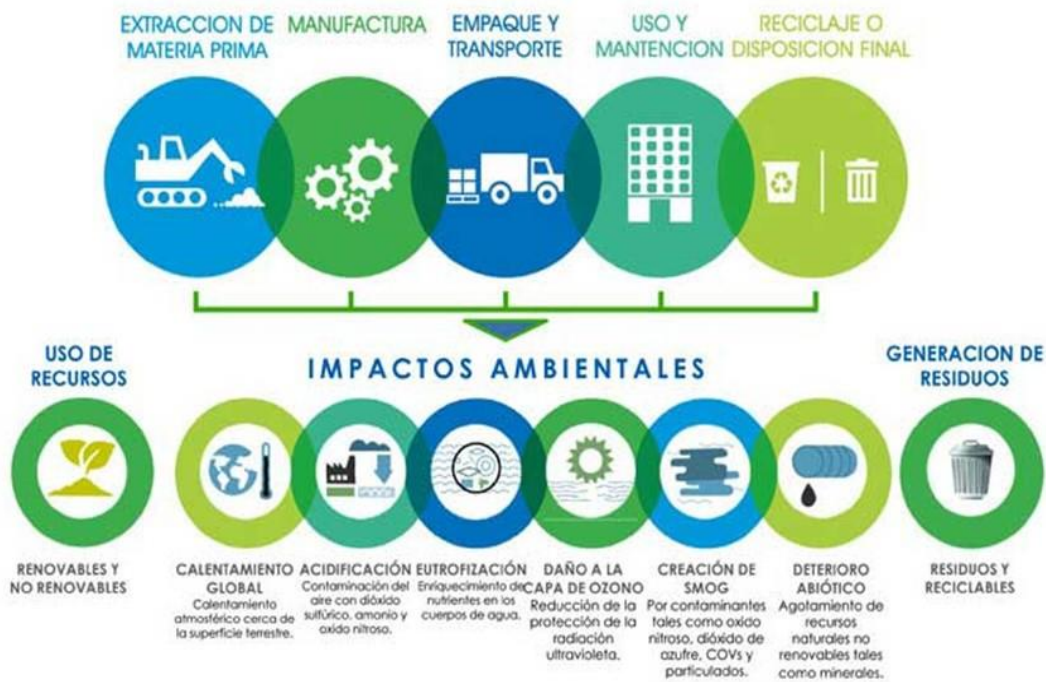 EXTRACCION DE
MATERIA PRIMA
MANUFACTURA
EMPAQUE Y
TRANSPORTE
USO Y
MANTENCION
RECICLAJE O
DISPOSICION FINAL
USO DE
RECURSOS
IMPACTOS AMBIENTALES
GENERACION DE
RESIDUOS
RENOVABLES Y
NO RENOVABLES
CALENTAMIENTO
GLOBAL
Calentamiento
atmosférico cerca de
la superficie terrestre.
ACIDIFICACIÓN
Contaminación del
aire con dióxido
sulfúrico, amonio y
oxido nitroso.
EUTROFIZACIÓN
Enriquecimiento de
nutrientes en los
cuerpos de agua.
DAÑO A LA
CAPA DE OZONO
Reducción de la
protección de la
radiación
ultravioleta.
CREACIÓN DE
SMOG
Por contaminantes
tales como oxido
nitroso, dióxido de
azufre, COVs y
particulados.
DETERIORO
ABIÓTICO
Agotamiento de
recursos
naturales no
renovables tales
como minerales.
RESIDUOS Y
RECICLABLES